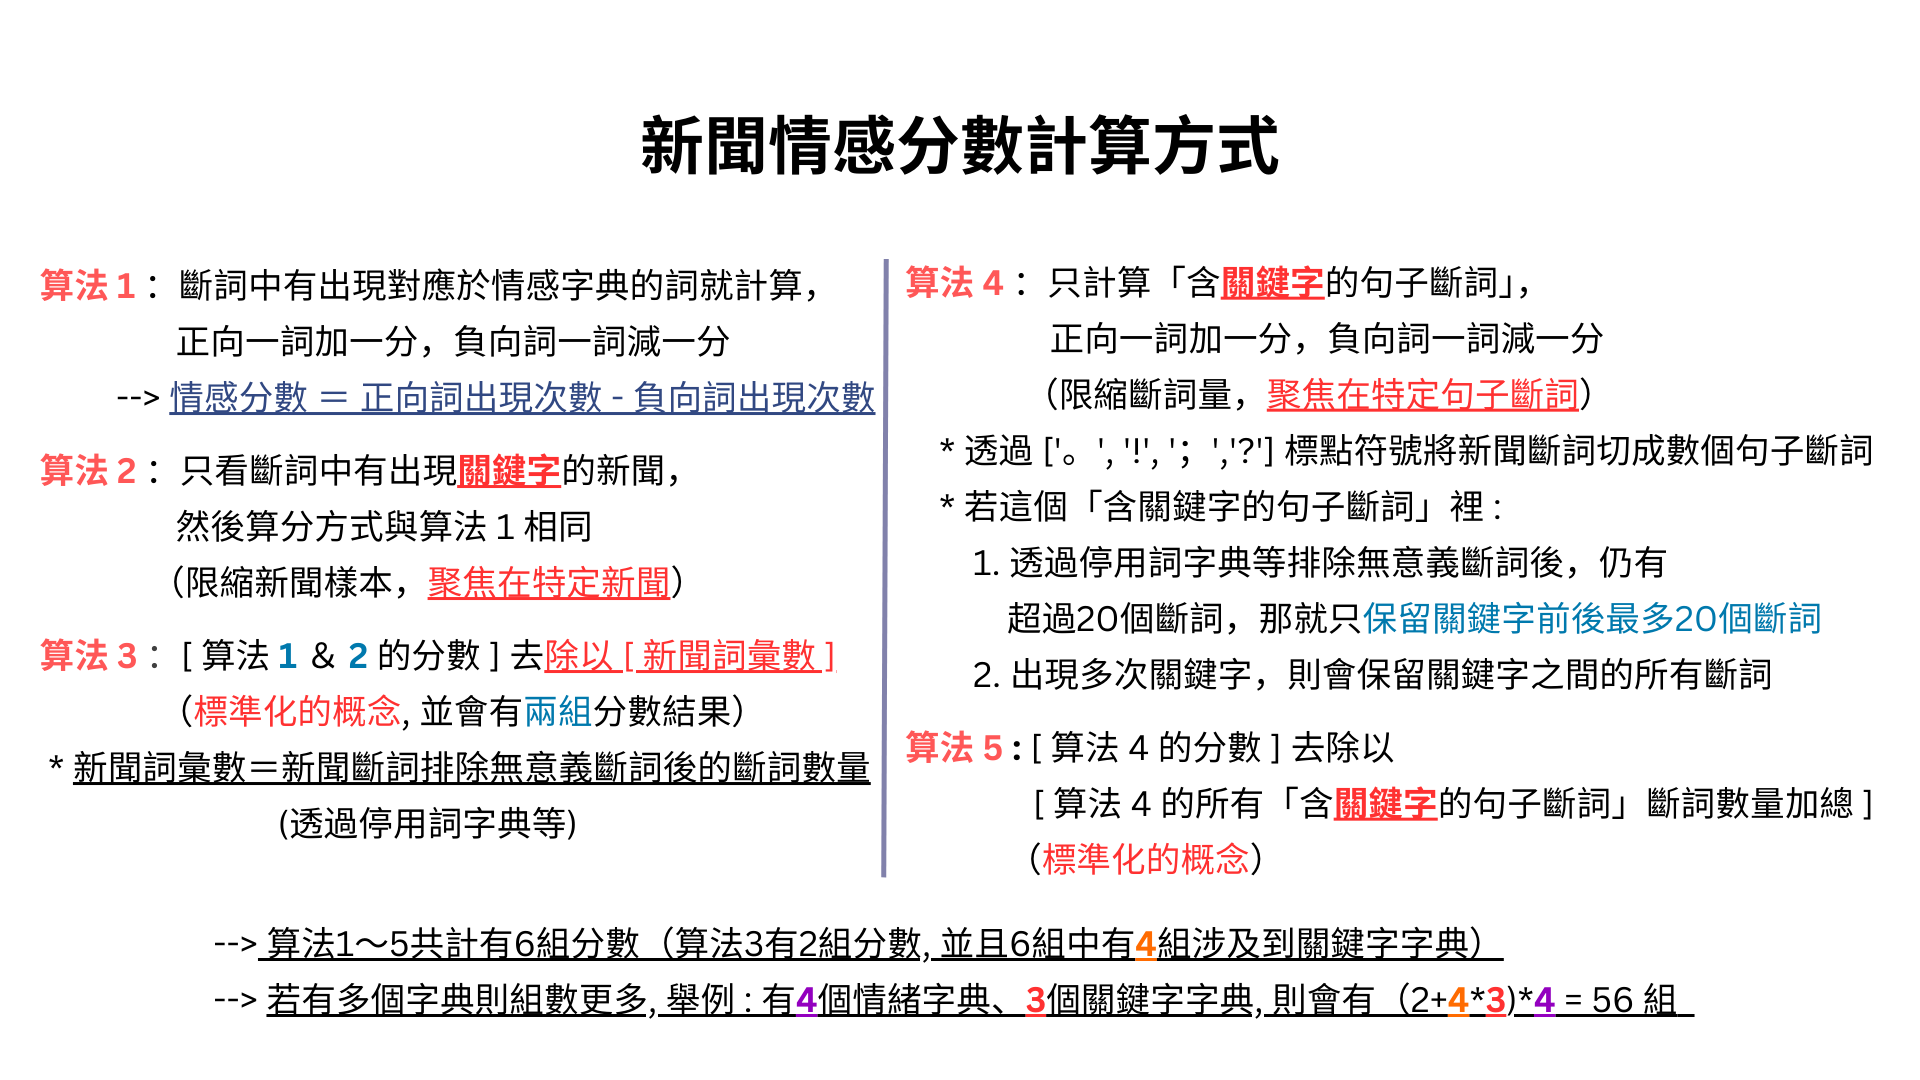 新聞情感分數計算方式
算法 1： 斷詞中有出現對應於情感字典的詞就計算，
正向一詞加一分，負向詞一詞減一分
--> 情感分數 ＝ 正向詞出現次數 - 負向詞出現次數
算法 2： 只看斷詞中有出現關鍵字的新聞，
然後算分方式與算法 1 相同
（限縮新聞樣本，聚焦在特定新聞）
算法 3： [ 算法 1 ＆ 2 的分數 ] 去除以 [ 新聞詞彙數 ]
（標準化的概念, 並會有兩組分數結果）
* 新聞詞彙數＝新聞斷詞排除無意義斷詞後的斷詞數量
(透過停用詞字典等)
算法 4： 只計算「含關鍵字的句子斷詞」，
正向一詞加一分，負向詞一詞減一分
（限縮斷詞量，聚焦在特定句子斷詞）
* 透過 ['。', '!', '；','?'] 標點符號將新聞斷詞切成數個句子斷詞
* 若這個「含關鍵字的句子斷詞」裡 :
1. 透過停用詞字典等排除無意義斷詞後，仍有
超過20個斷詞，那就只保留關鍵字前後最多20個斷詞
2. 出現多次關鍵字，則會保留關鍵字之間的所有斷詞
算法 5 : [ 算法 4 的分數 ] 去除以
[ 算法 4 的所有「含關鍵字的句子斷詞」斷詞數量加總 ]
（標準化的概念）
--> 算法1～5共計有6組分數（算法3有2組分數, 並且6組中有4組涉及到關鍵字字典）
--> 若有多個字典則組數更多, 舉例 : 有4個情緒字典、3個關鍵字字典, 則會有（2+4*3)*4 = 56 組